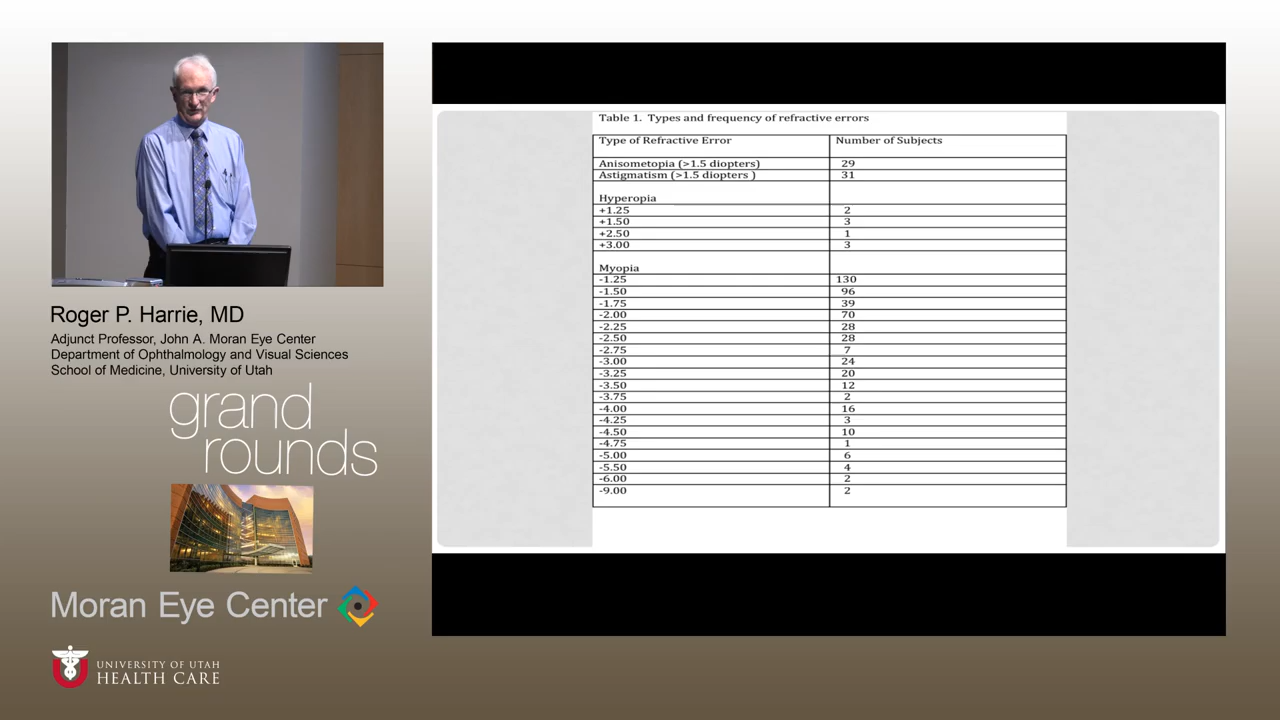 Roger P. Harrie, MD
Adjunct Professor, John A. Moran Eye Center
Department of Ophthalmology and Visual Sciences
School of Medicine, University of Utah
grand
rounds
Moran Eye Center
UNIVERSITY OF UTAH
HEALTH CARE
Table 1. Types and frequency of refractive errors
Type of Refractive Error Number of Subjects
Anisometopia (>1.5 diopters) 29
Astigmatism (>1.5 diopters ) 31
Hyperopia
+1.25 2
+1.50 3
+2.50 1
+3.00 3
Myopia
-1.25 130
-1.50 96
-1.75 39
-2.00 70
-2.25 28
-2.50 28
-2.75 7
-3.00 24
-3.25 20
-3.50 12
-3.75 2
-4.00 16
-4.25 3
-4.50 10
-4.75 1
-5.00 6
-5.50 4
-6.00 2
-9.00 2